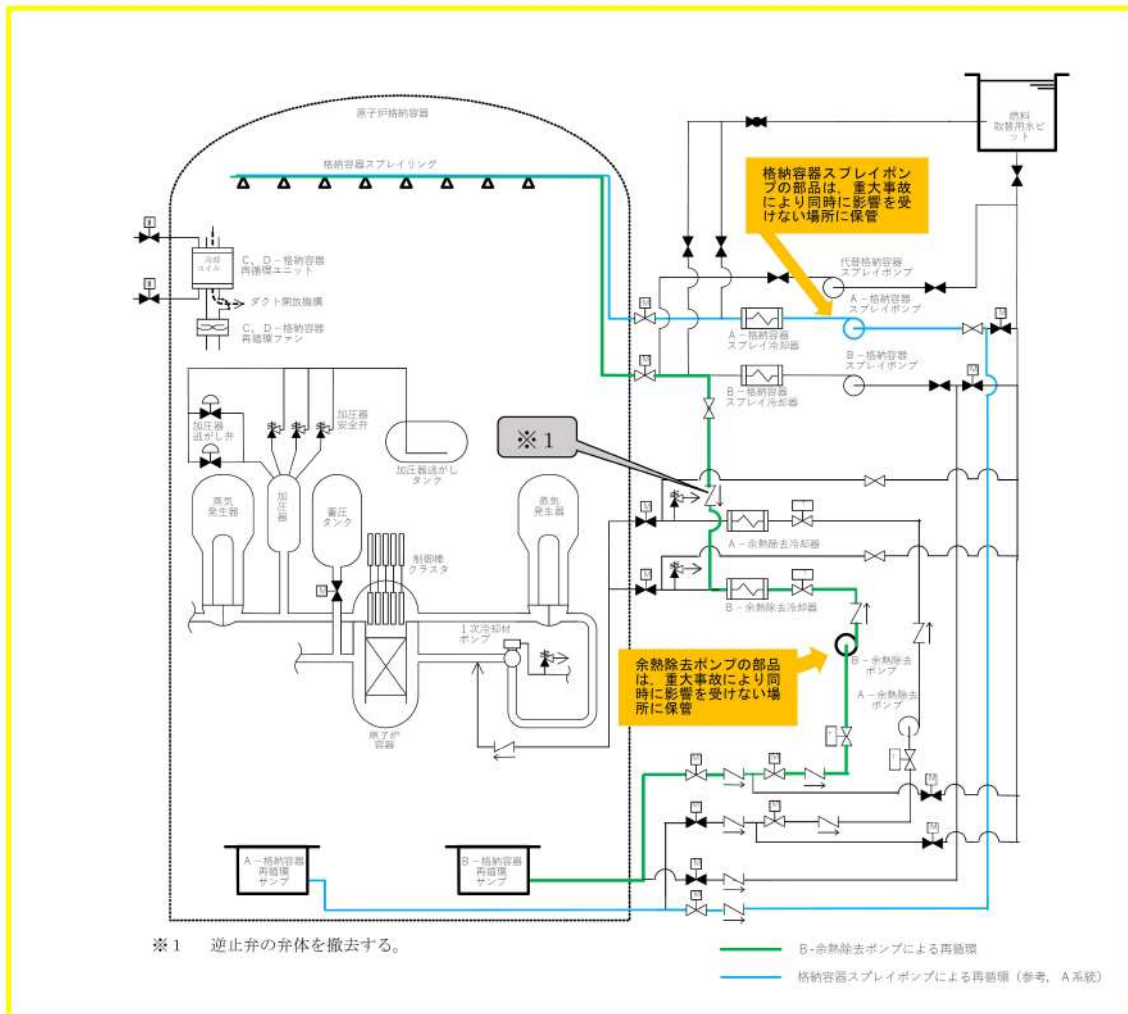 原子炉格納容器
燃料
取替用水ピ
ット
格納容器スプレイリング
格納容器スプレイポン
プの部品は，重大事故
により同時に影響を受
けない場所に保管
M
冷却
コイル
C，D－格納容器
再循環ユニット
M
ダクト開放機構
C，D－格納容器
再循環ファン
代替格納容器
スプレイポンプ
A－格納容器
スプレイポンプ
M
A－格納容器
スプレイ冷却器
M
B－格納容器
スプレイポンプ
M
B－格納容器
スプレイ冷却器
M
加圧器
逃がし弁
加圧器
安全弁
加圧器逃がし
タンク
※１
蒸気
発生器
加
圧
器
蓄圧
タンク
蒸気
発生器
M
A－余熱除去冷却器
制御棒
クラスタ
M
M
B－余熱除去冷却器
１次冷却材
ポンプ
余熱除去ポンプの部品
は，重大事故により同
時に影響を受けない場
所に保管
B－余熱除去
ポンプ
A－余熱除去
ポンプ
原子炉
容器
M
M
M
M
M
M
A－格納容器
再循環
サンプ
B－格納容器
再循環
サンプ
M
M
※１　逆止弁の弁体を撤去する。
B-余熱除去ポンプによる再循環
格納容器スプレイポンプによる再循環（参考，A系統）